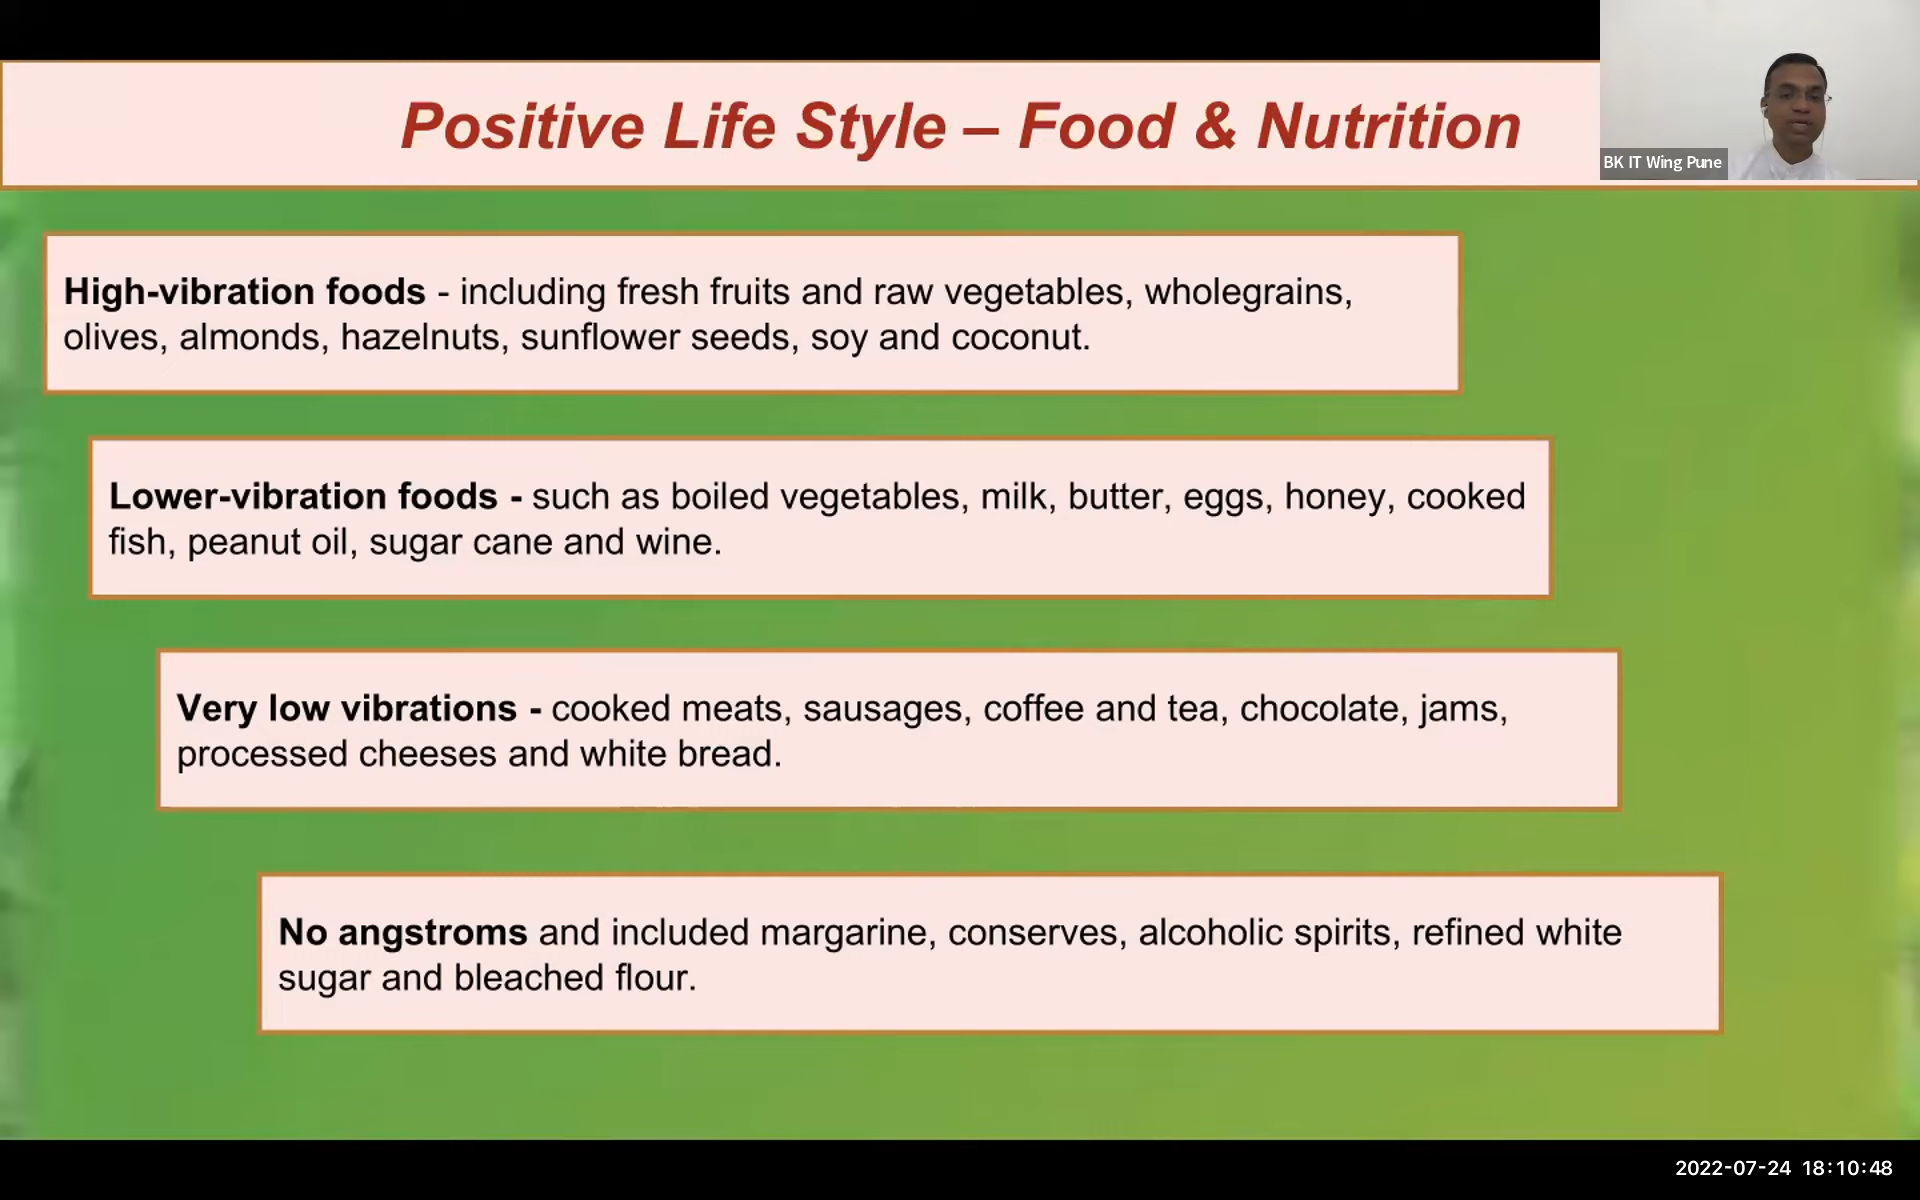 Positive Life Style – Food & Nutrition
BK IT Wing Pune
High-vibration foods - including fresh fruits and raw vegetables, wholegrains,
olives, almonds, hazelnuts, sunflower seeds, soy and coconut.
Lower-vibration foods - such as boiled vegetables, milk, butter, eggs, honey, cooked
fish, peanut oil, sugar cane and wine.
Very low vibrations - cooked meats, sausages, coffee and tea, chocolate, jams,
processed cheeses and white bread.
No angstroms and included margarine, conserves, alcoholic spirits, refined white
sugar and bleached flour.
2022-07-24 18:10:48